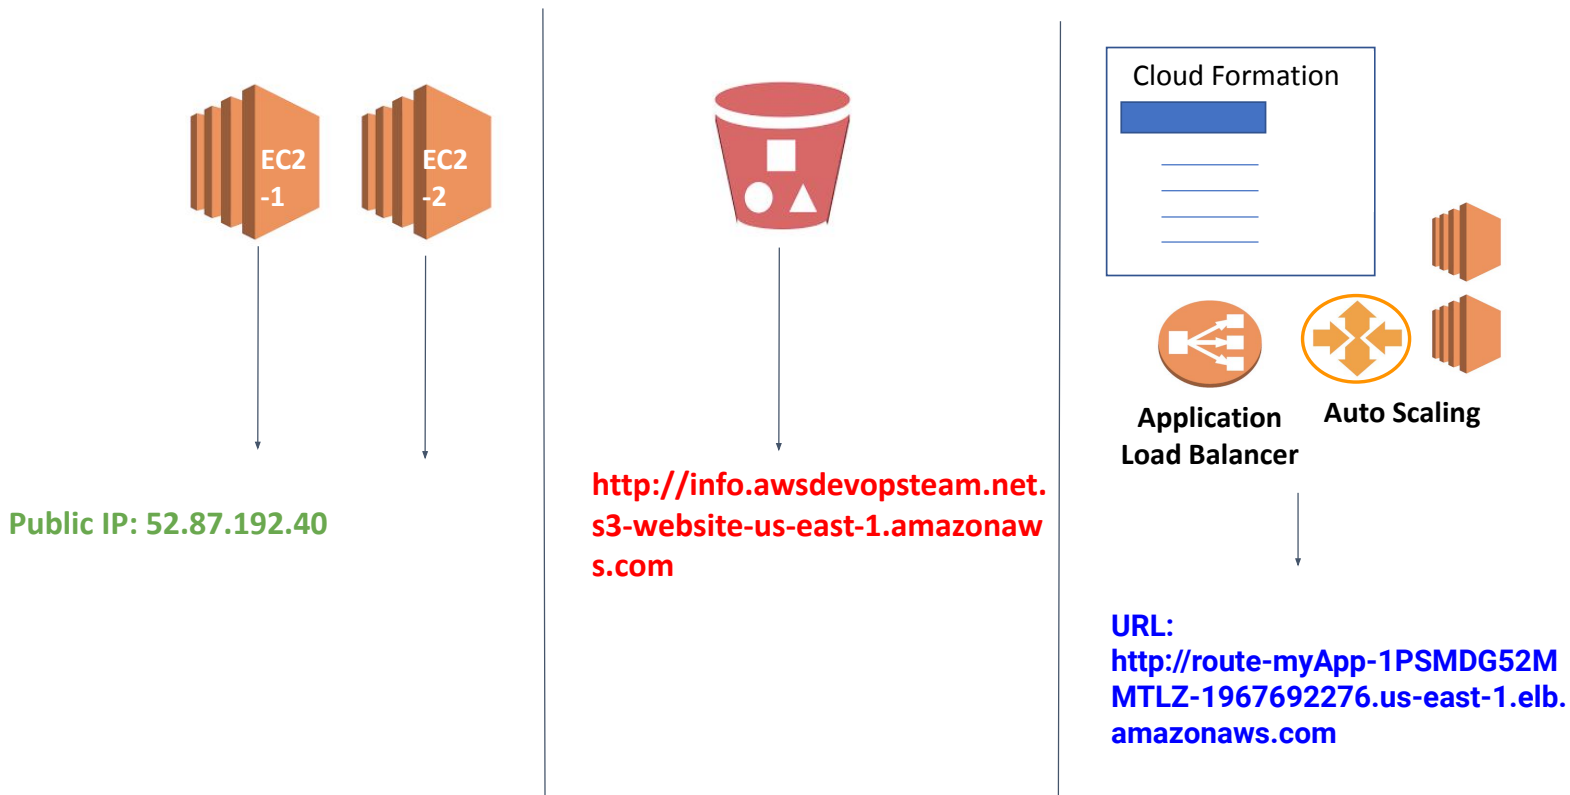 EC2
-1
EC2
-2
Public IP: 52.87.192.40
http://info.awsdevopsteam.net.
s3-website-us-east-1.amazonaw
s.com
Cloud Formation
Application
Load Balancer
Auto Scaling
URL:
http://route-myApp-1PSMDG52M
MTLZ-1967692276.us-east-1.elb.
amazonaws.com